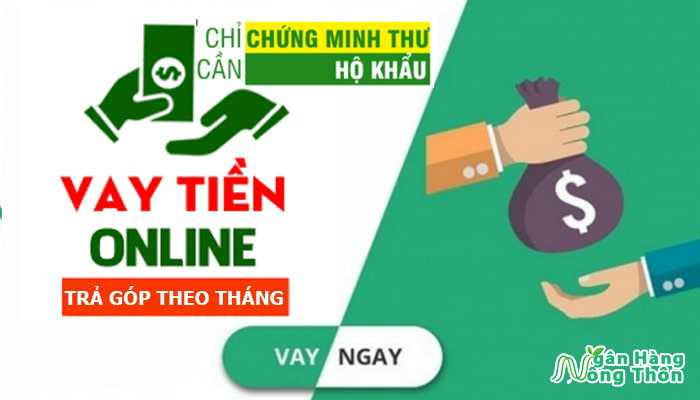 CHỈ CẦN CHỨNG MINH THƯ
HỘ KHẨU
$
VAY TIỀN
ONLINE
TRẢ GÓP THEO THÁNG
$
VAY NGAY
Ngân Hàng
Nông Thôn